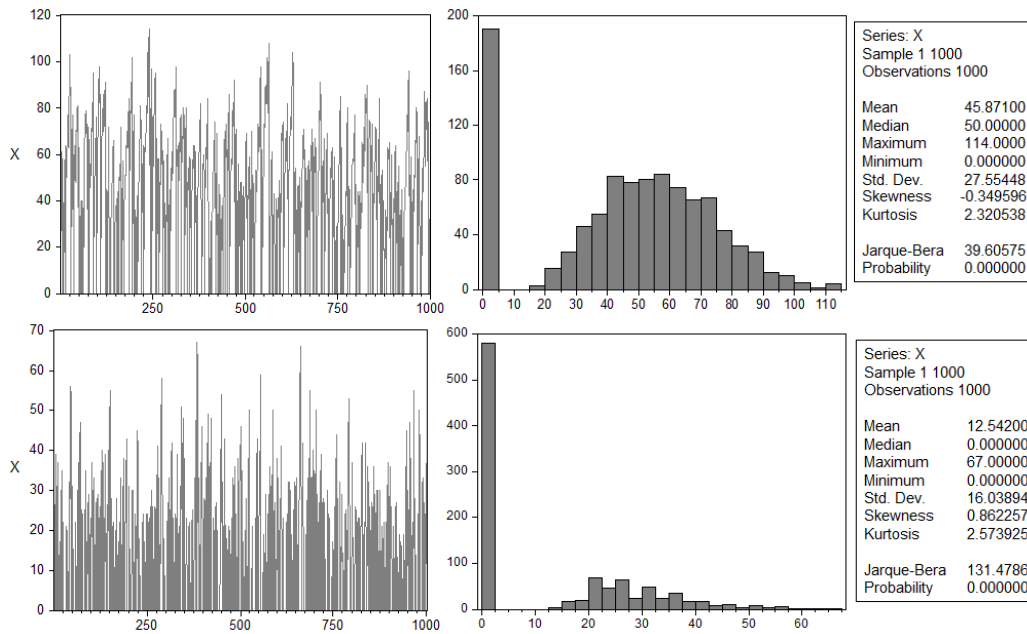 120
100
80
60
40
20
0
X
250
500
750
1000
200
160
120
80
40
0
0
10
20
30
40
50
60
70
80
90
100
110
Series: X
Sample 1 1000
Observations 1000
Mean 45.87100
Median 50.00000
Maximum 114.0000
Minimum 0.000000
Std. Dev. 27.55448
Skewness -0.349596
Kurtosis 2.320538
Jarque-Bera 39.60575
Probability 0.000000
70
60
50
40
30
20
10
0
X
250
500
750
1000
600
500
400
300
200
100
0
0
10
20
30
40
50
60
Series: X
Sample 1 1000
Observations 1000
Mean 12.54200
Median 0.000000
Maximum 67.00000
Minimum 0.000000
Std. Dev. 16.03894
Skewness 0.862257
Kurtosis 2.573925
Jarque-Bera 131.4786
Probability 0.000000